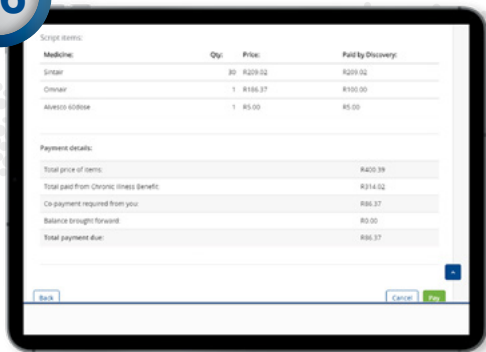 6
Script items:
Medicine: Qty: Price: Paid by Discovery:
Sintair 30 R209.02 R209.02
Omnair 1 R186.37 R100.00
Alvesco 60dose 1 R5.00 R5.00
Payment details:
Total price of items: R400.39
Total paid from Chronic Illness Benefit: R314.02
Co-payment required from you: R86.37
Balance brought forward: R0.00
Total payment due: R86.37
Back Cancel Pay